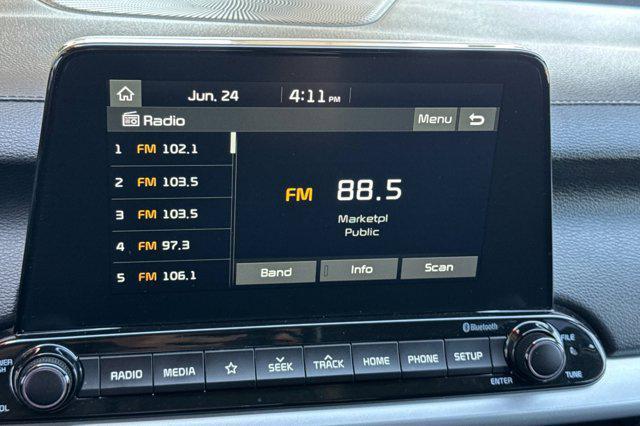 Jun. 24 4:11 PM
Radio Menu
1 FM 102.1
2 FM 103.5
3 FM 103.5
4 FM 97.3
5 FM 106.1
FM 88.5
Marketpl
Public
Band Info Scan
Bluetooth
RADIO MEDIA SEEK TRACK HOME PHONE SETUP
FILE
ENTER TUNE